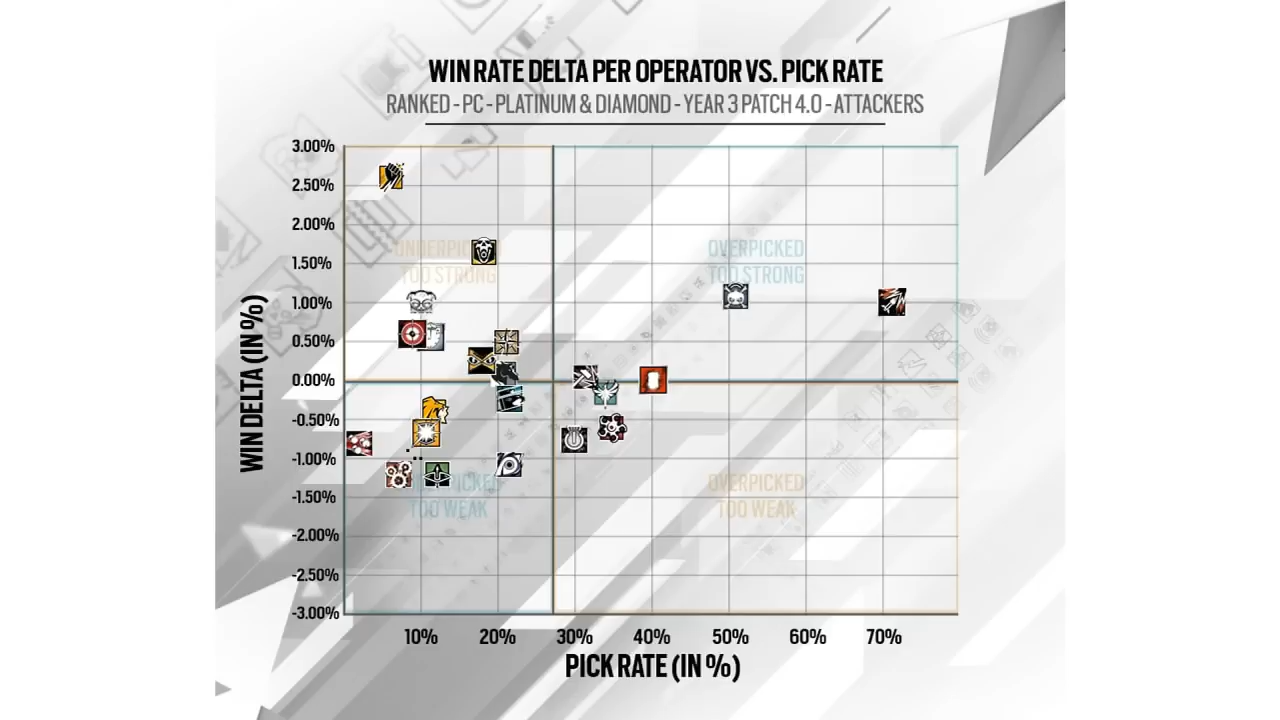 WIN RATE DELTA PER OPERATOR VS. PICK RATE
RANKED - PC - PLATINUM & DIAMOND - YEAR 3 PATCH 4.0 - ATTACKERS
3.00%
2.50%
2.00%
1.50%
1.00%
0.50%
0.00%
-0.50%
-1.00%
-1.50%
-2.00%
-2.50%
-3.00%
WIN DELTA (IN %)
UNDERPICKED
TOO STRONG
OVERPICKED
TOO STRONG
UNDERPICKED
TOO WEAK
OVERPICKED
TOO WEAK
10% 20% 30% 40% 50% 60% 70%
PICK RATE (IN %)